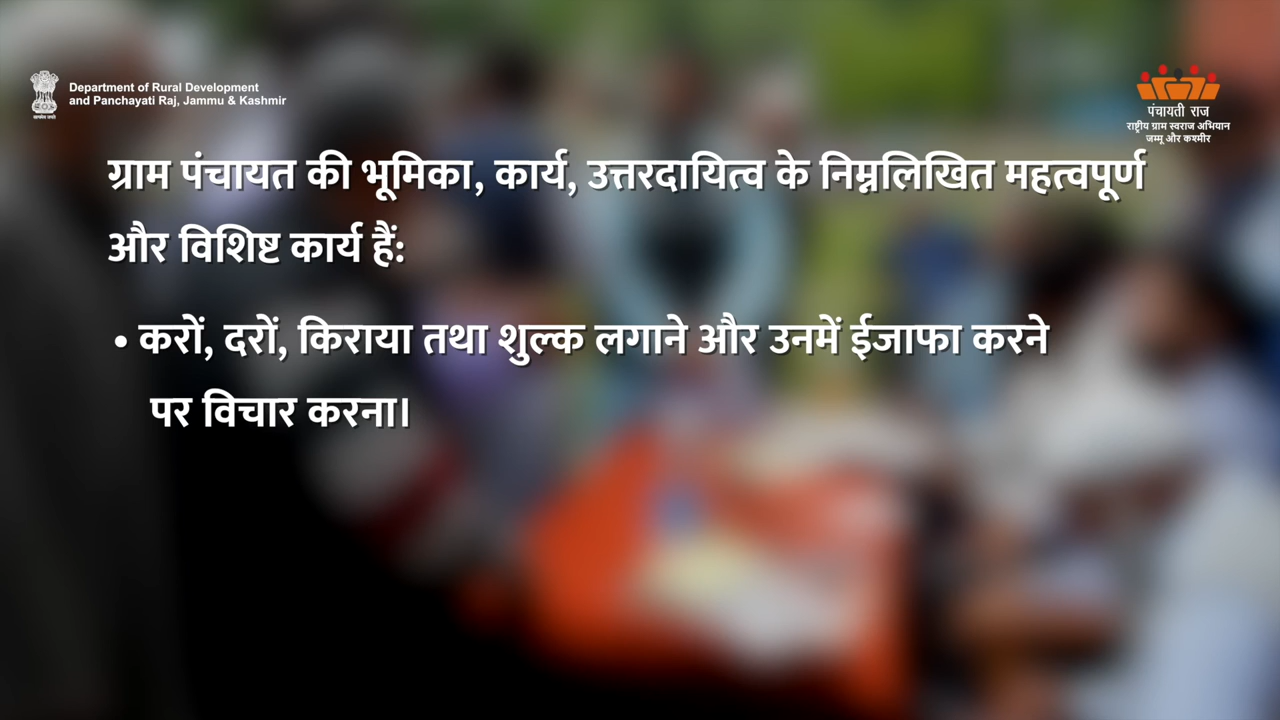 Department of Rural Development
and Panchayati Raj, Jammu & Kashmir
पंचायती राज
राष्ट्रीय ग्राम स्वराज अभियान
जम्मू और कश्मीर
ग्राम पंचायत की भूमिका, कार्य, उत्तरदायित्व के निम्नलिखित महत्वपूर्ण
और विशिष्ट कार्य हैं:
• करों, दरों, किराया तथा शुल्क लगाने और उनमें ईजाफा करने
पर विचार करना।